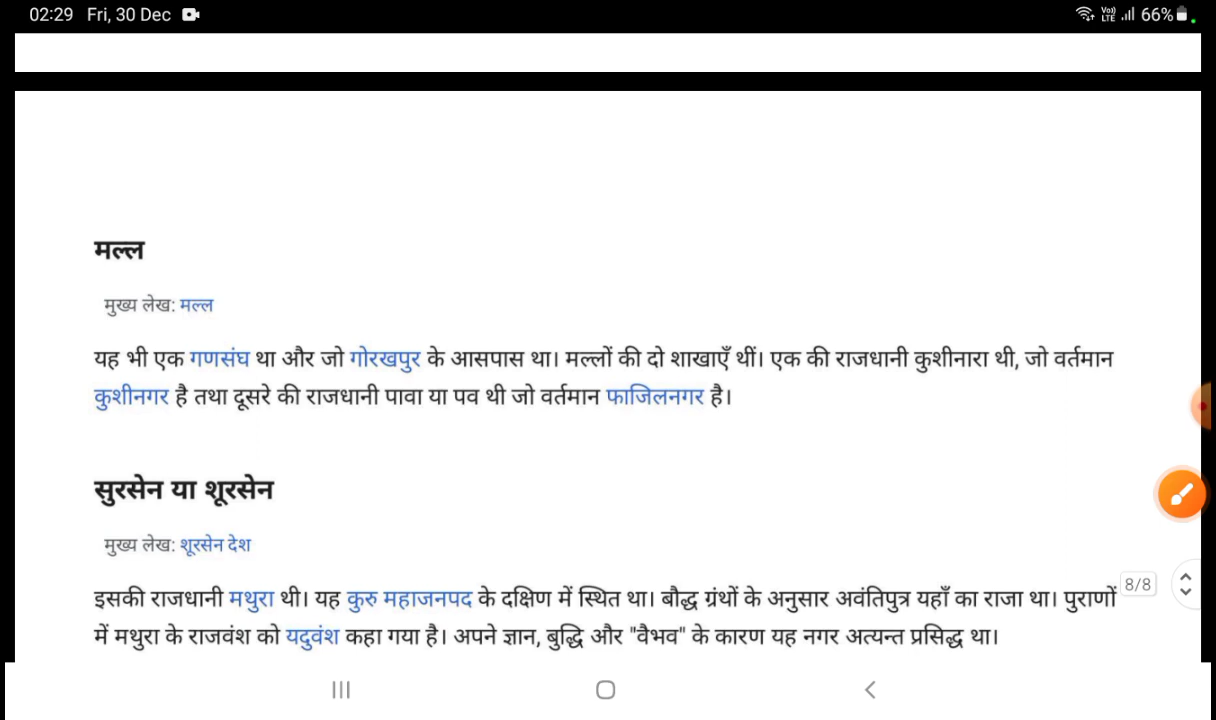 02:29 Fri, 30 Dec Vo) LTE 66%
मल्ल
मुख्य लेख: मल्ल
यह भी एक गणसंघ था और जो गोरखपुर के आसपास था। मल्लों की दो शाखाएँ थीं। एक की राजधानी कुशीनारा थी, जो वर्तमान
कुशीनगर है तथा दूसरे की राजधानी पावा या पव थी जो वर्तमान फाजिलनगर है।
सुरसेन या शूरसेन
मुख्य लेख: शूरसेन देश
इसकी राजधानी मथुरा थी। यह कुरु महाजनपद के दक्षिण में स्थित था। बौद्ध ग्रंथों के अनुसार अवंतिपुत्र यहाँ का राजा था। पुराणों
8/8
में मथुरा के राजवंश को यदुवंश कहा गया है। अपने ज्ञान, बुद्धि और "वैभव" के कारण यह नगर अत्यन्त प्रसिद्ध था।